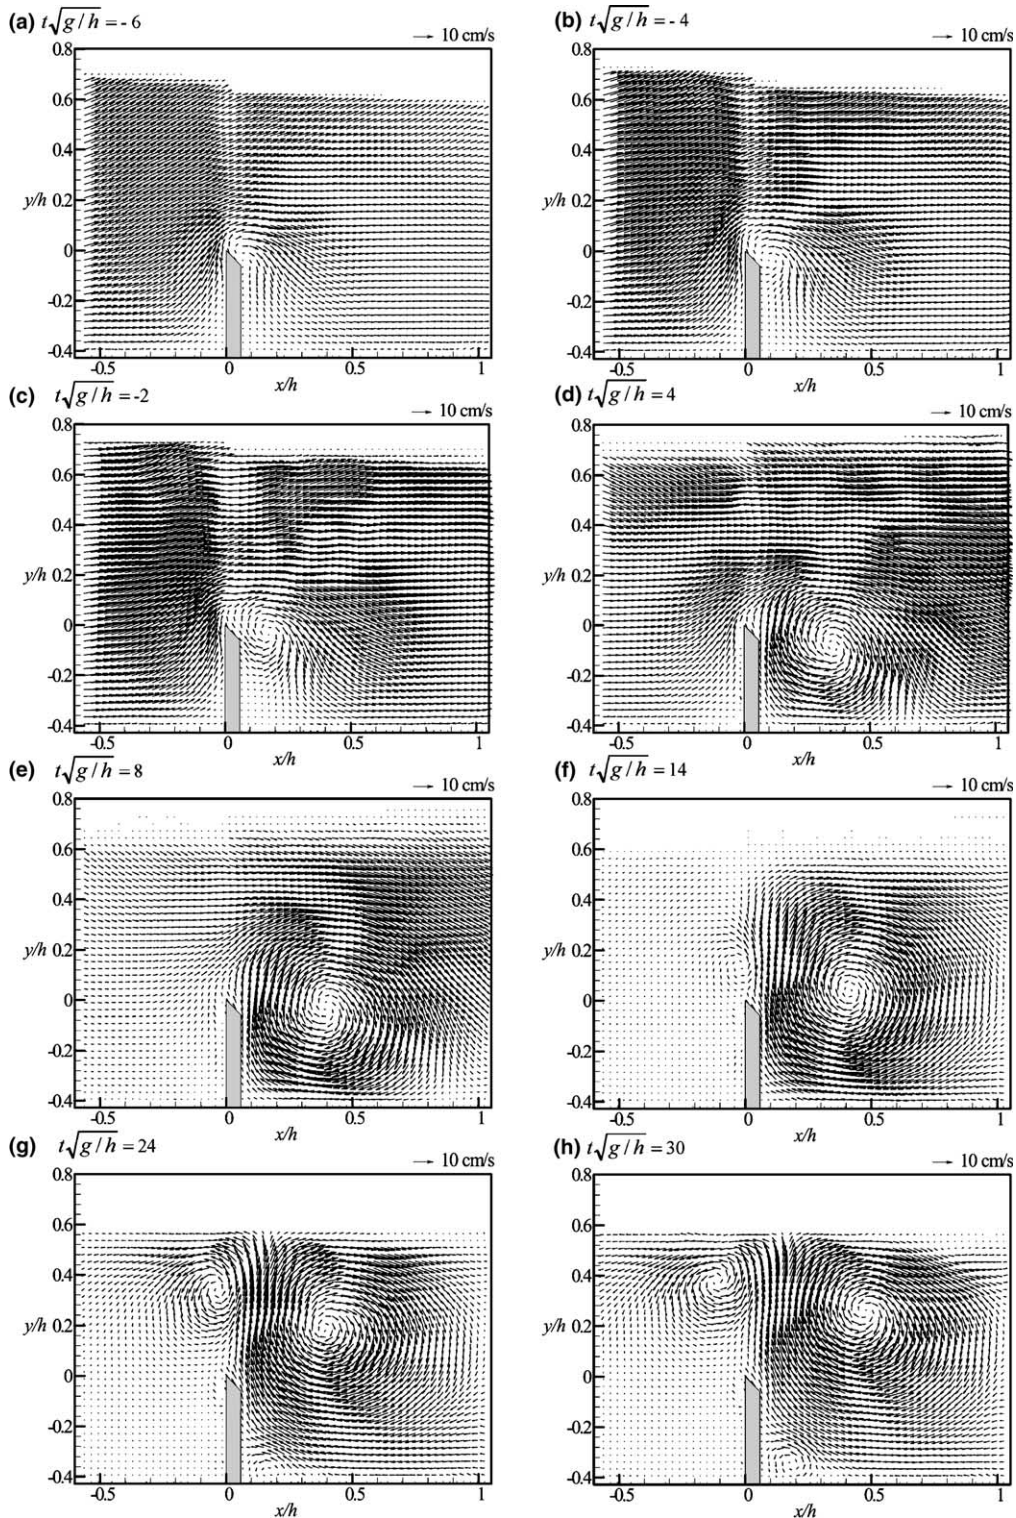 (a) t√g/h = - 6 → 10 cm/s
0.8
0.6
0.4
y/h 0.2
0
-0.2
-0.4
-0.5 0 0.5 1
x/h
(b) t√g/h = - 4 → 10 cm/s
0.8
0.6
0.4
y/h 0.2
0
-0.2
-0.4
-0.5 0 0.5 1
x/h
(c) t√g/h = -2 → 10 cm/s
0.8
0.6
0.4
y/h 0.2
0
-0.2
-0.4
-0.5 0 0.5 1
x/h
(d) t√g/h = 4 → 10 cm/s
0.8
0.6
0.4
y/h 0.2
0
-0.2
-0.4
-0.5 0 0.5 1
x/h
(e) t√g/h = 8 → 10 cm/s
0.8
0.6
0.4
y/h 0.2
0
-0.2
-0.4
-0.5 0 0.5 1
x/h
(f) t√g/h = 14 → 10 cm/s
0.8
0.6
0.4
y/h 0.2
0
-0.2
-0.4
-0.5 0 0.5 1
x/h
(g) t√g/h = 24 → 10 cm/s
0.8
0.6
0.4
y/h 0.2
0
-0.2
-0.4
-0.5 0 0.5 1
x/h
(h) t√g/h = 30 → 10 cm/s
0.8
0.6
0.4
y/h 0.2
0
-0.2
-0.4
-0.5 0 0.5 1
x/h